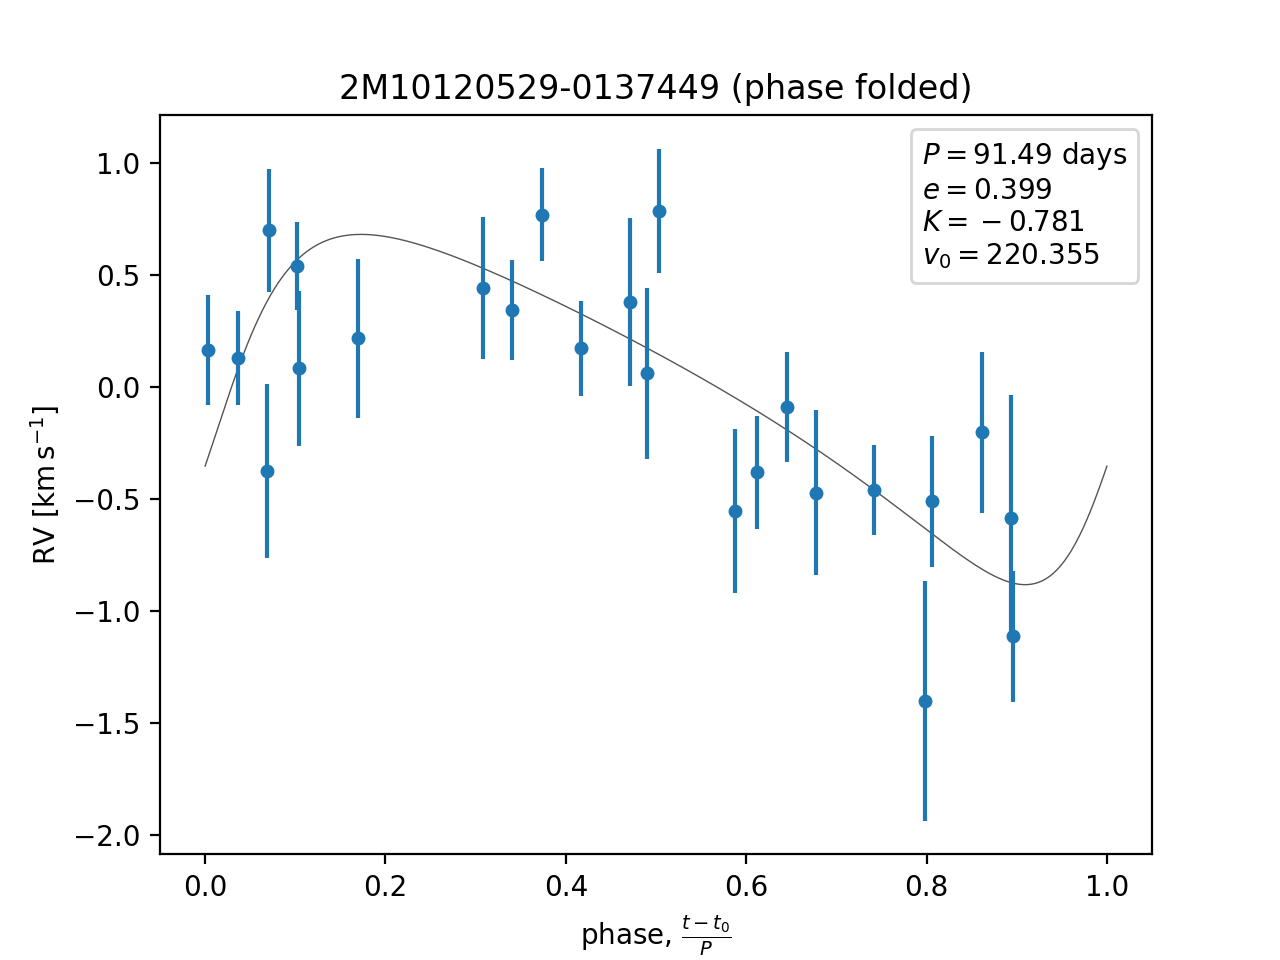 2M10120529-0137449 (phase folded)
P = 91.49 days
e = 0.399
K = −0.781
v₀ = 220.355
1.0
0.5
0.0
−0.5
−1.0
−1.5
−2.0
RV [km s⁻¹]
0.0 0.2 0.4 0.6 0.8 1.0
phase, (t − t₀)/P